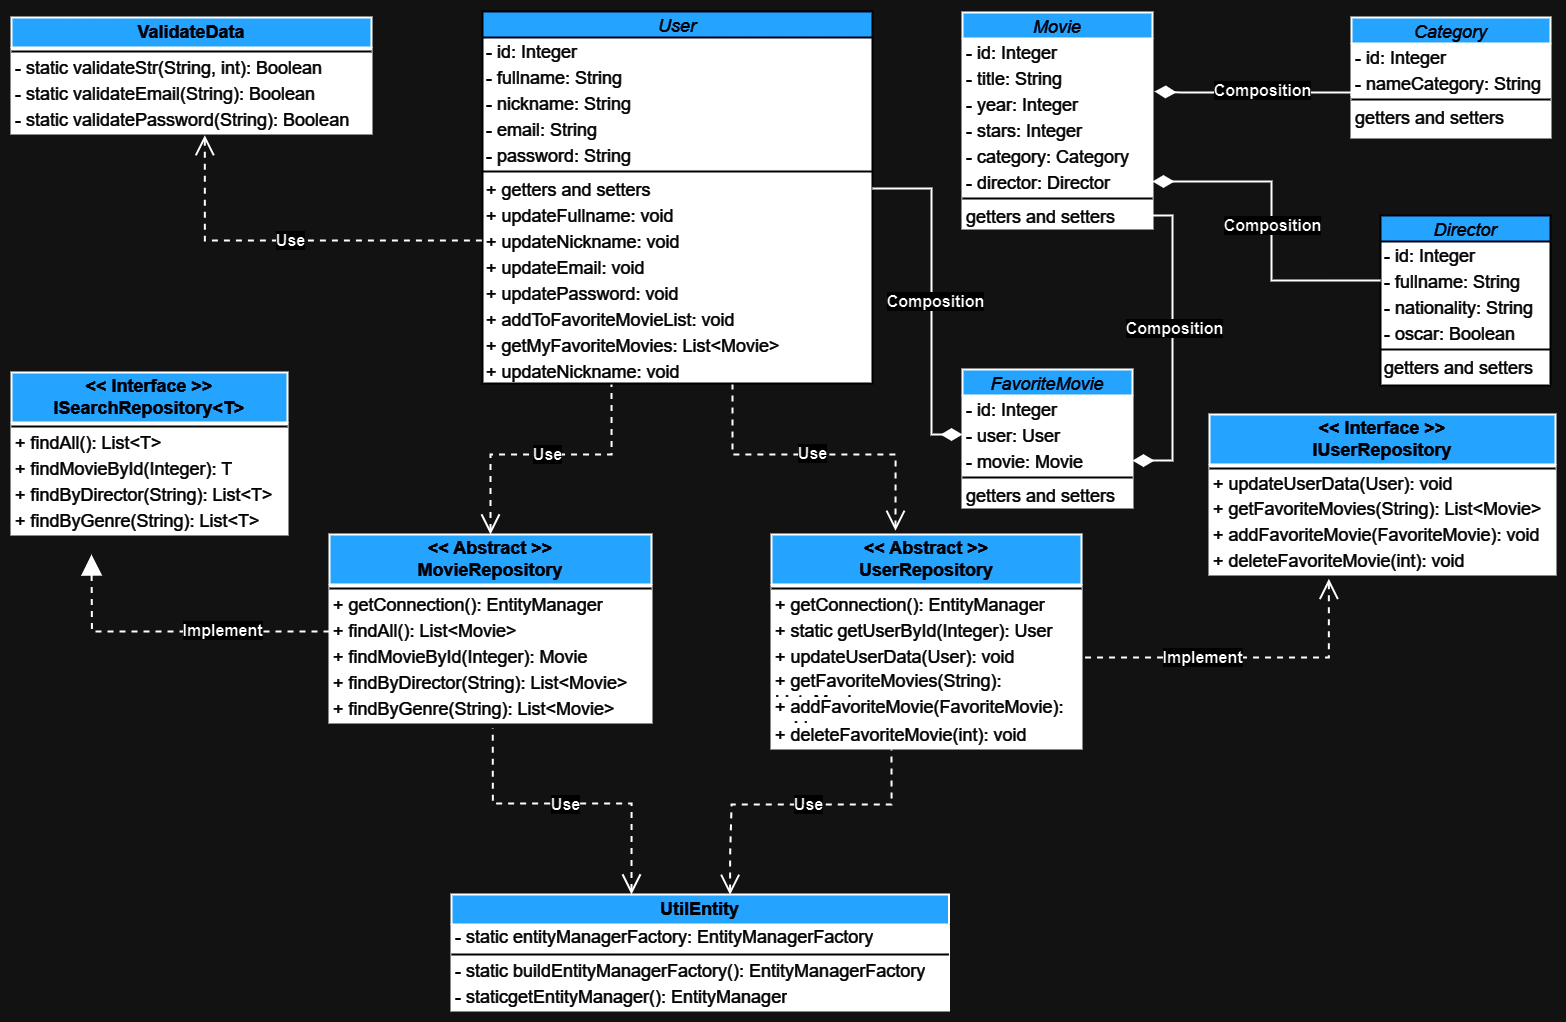 ValidateData
- static validateStr(String, int): Boolean
- static validateEmail(String): Boolean
- static validatePassword(String): Boolean
User
- id: Integer
- fullname: String
- nickname: String
- email: String
- password: String
+ getters and setters
+ updateFullname: void
+ updateNickname: void
+ updateEmail: void
+ updatePassword: void
+ addToFavoriteMovieList: void
+ getMyFavoriteMovies: List<Movie>
+ updateNickname: void
Movie
- id: Integer
- title: String
- year: Integer
- stars: Integer
- category: Category
- director: Director
getters and setters
Category
- id: Integer
- nameCategory: String
getters and setters
Composition
Composition
Director
- id: Integer
- fullname: String
- nationality: String
- oscar: Boolean
getters and setters
Use
Composition
Composition
<< Interface >>
ISearchRepository<T>
+ findAll(): List<T>
+ findMovieById(Integer): T
+ findByDirector(String): List<T>
+ findByGenre(String): List<T>
FavoriteMovie
- id: Integer
- user: User
- movie: Movie
getters and setters
<< Interface >>
IUserRepository
+ updateUserData(User): void
+ getFavoriteMovies(String): List<Movie>
+ addFavoriteMovie(FavoriteMovie): void
+ deleteFavoriteMovie(int): void
Use
Use
<< Abstract >>
MovieRepository
+ getConnection(): EntityManager
+ findAll(): List<Movie>
+ findMovieById(Integer): Movie
+ findByDirector(String): List<Movie>
+ findByGenre(String): List<Movie>
<< Abstract >>
UserRepository
+ getConnection(): EntityManager
+ static getUserById(Integer): User
+ updateUserData(User): void
+ getFavoriteMovies(String):
+ addFavoriteMovie(FavoriteMovie):
+ deleteFavoriteMovie(int): void
Implement
Implement
Use
Use
UtilEntity
- static entityManagerFactory: EntityManagerFactory
- static buildEntityManagerFactory(): EntityManagerFactory
- staticgetEntityManager(): EntityManager